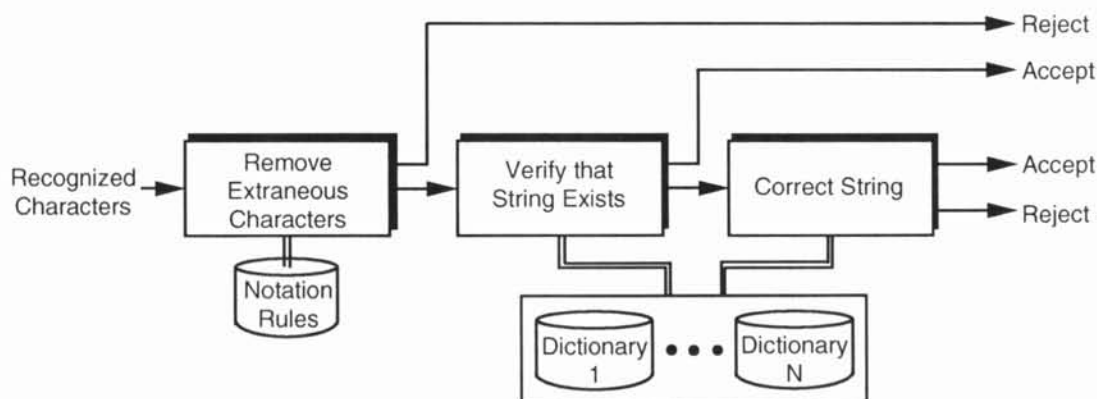 Reject
Accept
Recognized
Characters
Remove
Extraneous
Characters
Verify that
String Exists
Correct String
Accept
Reject
Notation
Rules
Dictionary
1
Dictionary
N